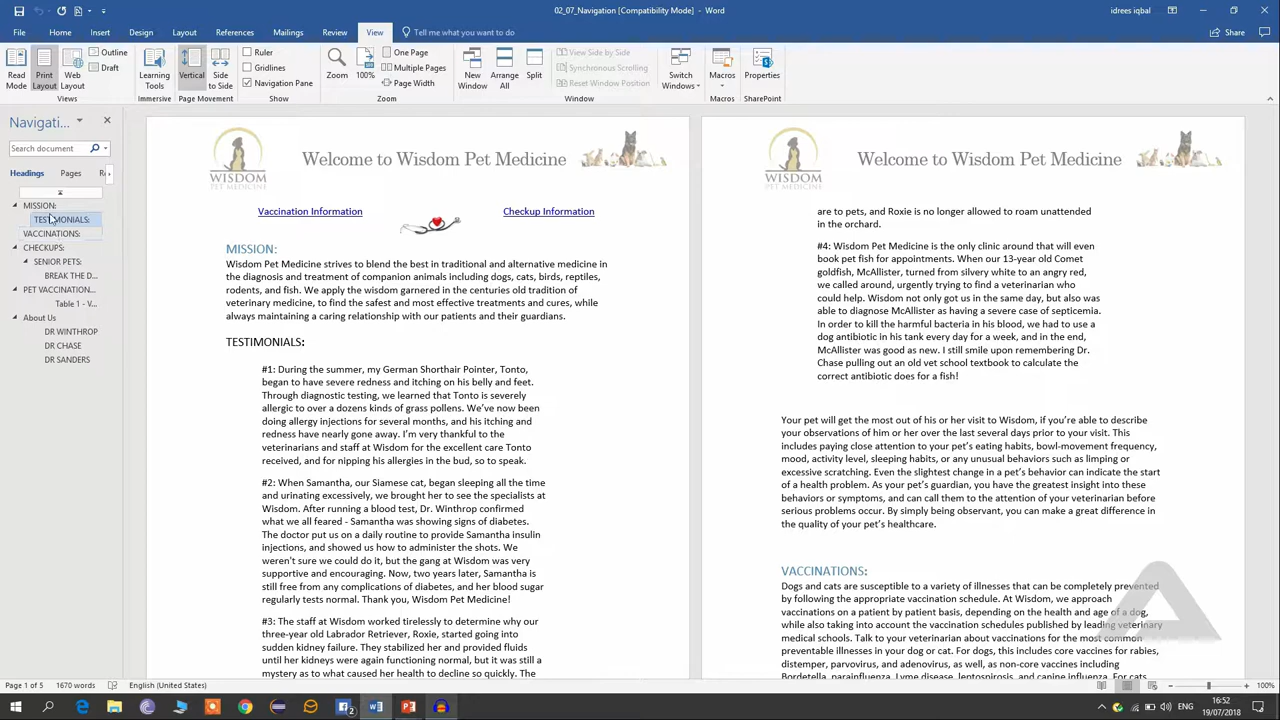 02_07_Navigation [Compatibility Mode] - Word
idrees iqbal
File Home Insert Design Layout References Mailings Review View Tell me what you want to do
Share
Read Mode
Print Layout
Web Layout
Outline
Draft
Views
Learning Tools
Immersive
Vertical
Side to Side
Page Movement
Ruler
Gridlines
Navigation Pane
Show
Zoom
100%
One Page
Multiple Pages
Page Width
Zoom
New Window
Arrange All
Split
View Side by Side
Synchronous Scrolling
Reset Window Position
Window
Switch Windows
Macros
Macros
Properties
SharePoint
Navigati...
Search document
Headings Pages
MISSION:
TESTIMONIALS:
VACCINATIONS:
CHECKUPS:
SENIOR PETS:
BREAK THE D...
PET VACCINATION...
Table 1 - V...
About Us
DR WINTHROP
DR CHASE
DR SANDERS
WISDOM
PET MEDICINE
Welcome to Wisdom Pet Medicine
Vaccination Information
Checkup Information
MISSION:
Wisdom Pet Medicine strives to blend the best in traditional and alternative medicine in
the diagnosis and treatment of companion animals including dogs, cats, birds, reptiles,
rodents, and fish. We apply the wisdom garnered in the centuries old tradition of
veterinary medicine, to find the safest and most effective treatments and cures, while
always maintaining a caring relationship with our patients and their guardians.
TESTIMONIALS:
#1: During the summer, my German Shorthair Pointer, Tonto,
began to have severe redness and itching on his belly and feet.
Through diagnostic testing, we learned that Tonto is severely
allergic to over a dozens kinds of grass pollens. We've now been
doing allergy injections for several months, and his itching and
redness have nearly gone away. I'm very thankful to the
veterinarians and staff at Wisdom for the excellent care Tonto
received, and for nipping his allergies in the bud, so to speak.
#2: When Samantha, our Siamese cat, began sleeping all the time
and urinating excessively, we brought her to see the specialists at
Wisdom. After running a blood test, Dr. Winthrop confirmed
what we all feared - Samantha was showing signs of diabetes.
The doctor put us on a daily routine to provide Samantha insulin
injections, and showed us how to administer the shots. We
weren't sure we could do it, but the gang at Wisdom was very
supportive and encouraging. Now, two years later, Samantha is
still free from any complications of diabetes, and her blood sugar
regularly tests normal. Thank you, Wisdom Pet Medicine!
#3: The staff at Wisdom worked tirelessly to determine why our
three-year old Labrador Retriever, Roxie, started going into
sudden kidney failure. They stabilized her and provided fluids
until her kidneys were again functioning normal, but it was still a
mystery as to what caused her health to decline so quickly. The
WISDOM
PET MEDICINE
Welcome to Wisdom Pet Medicine
are to pets, and Roxie is no longer allowed to roam unattended
in the orchard.
#4: Wisdom Pet Medicine is the only clinic around that will even
book pet fish for appointments. When our 13-year old Comet
goldfish, McAllister, turned from silvery white to an angry red,
we called around, urgently trying to find a veterinarian who
could help. Wisdom not only got us in the same day, but also was
able to diagnose McAllister as having a severe case of septicemia.
In order to kill the harmful bacteria in his blood, we had to use a
dog antibiotic in his tank every day for a week, and in the end,
McAllister was good as new. I still smile upon remembering Dr.
Chase pulling out an old vet school textbook to calculate the
correct antibiotic does for a fish!
Your pet will get the most out of his or her visit to Wisdom, if you're able to describe
your observations of him or her over the last several days prior to your visit. This
includes paying close attention to your pet's eating habits, bowl-movement frequency,
mood, activity level, sleeping habits, or any unusual behaviors such as limping or
excessive scratching. Even the slightest change in a pet's behavior can indicate the start
of a health problem. As your pet's guardian, you have the greatest insight into these
behaviors or symptoms, and can call them to the attention of your veterinarian before
serious problems occur. By simply being observant, you can make a great difference in
the quality of your pet's healthcare.
VACCINATIONS:
Dogs and cats are susceptible to a variety of illnesses that can be completely prevented
by following the appropriate vaccination schedule. At Wisdom, we approach
vaccinations on a patient by patient basis, depending on the health and age of a dog,
while also taking into account the vaccination schedules published by leading veterinary
medical schools. Talk to your veterinarian about vaccinations for the most common
preventable illnesses in your dog or cat. For dogs, this includes core vaccines for rabies,
distemper, parvovirus, and adenovirus, as well, as non-core vaccines including
Bordetella, parainfluenza, Lyme disease, leptospirosis, and canine influenza. For cats
Page 1 of 5 1670 words English (United States)
100%
2
ENG
16:52
19/07/2018